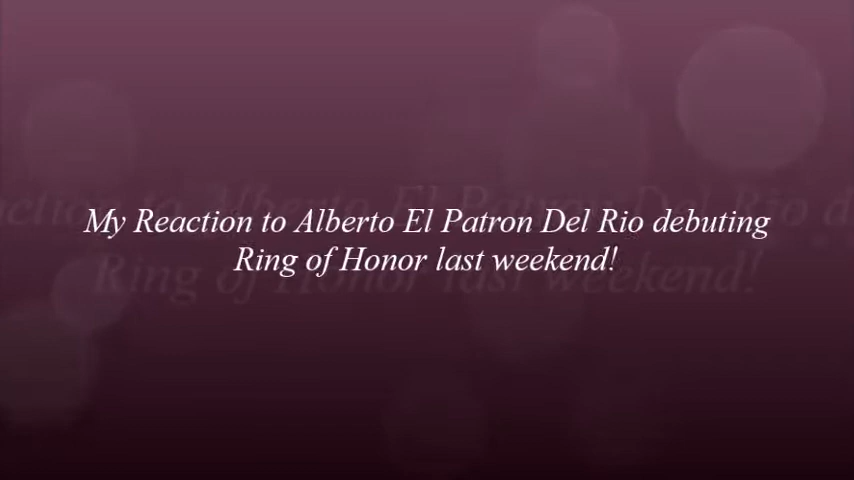 My Reaction to Alberto El Patron Del Rio debuting
Ring of Honor last weekend!